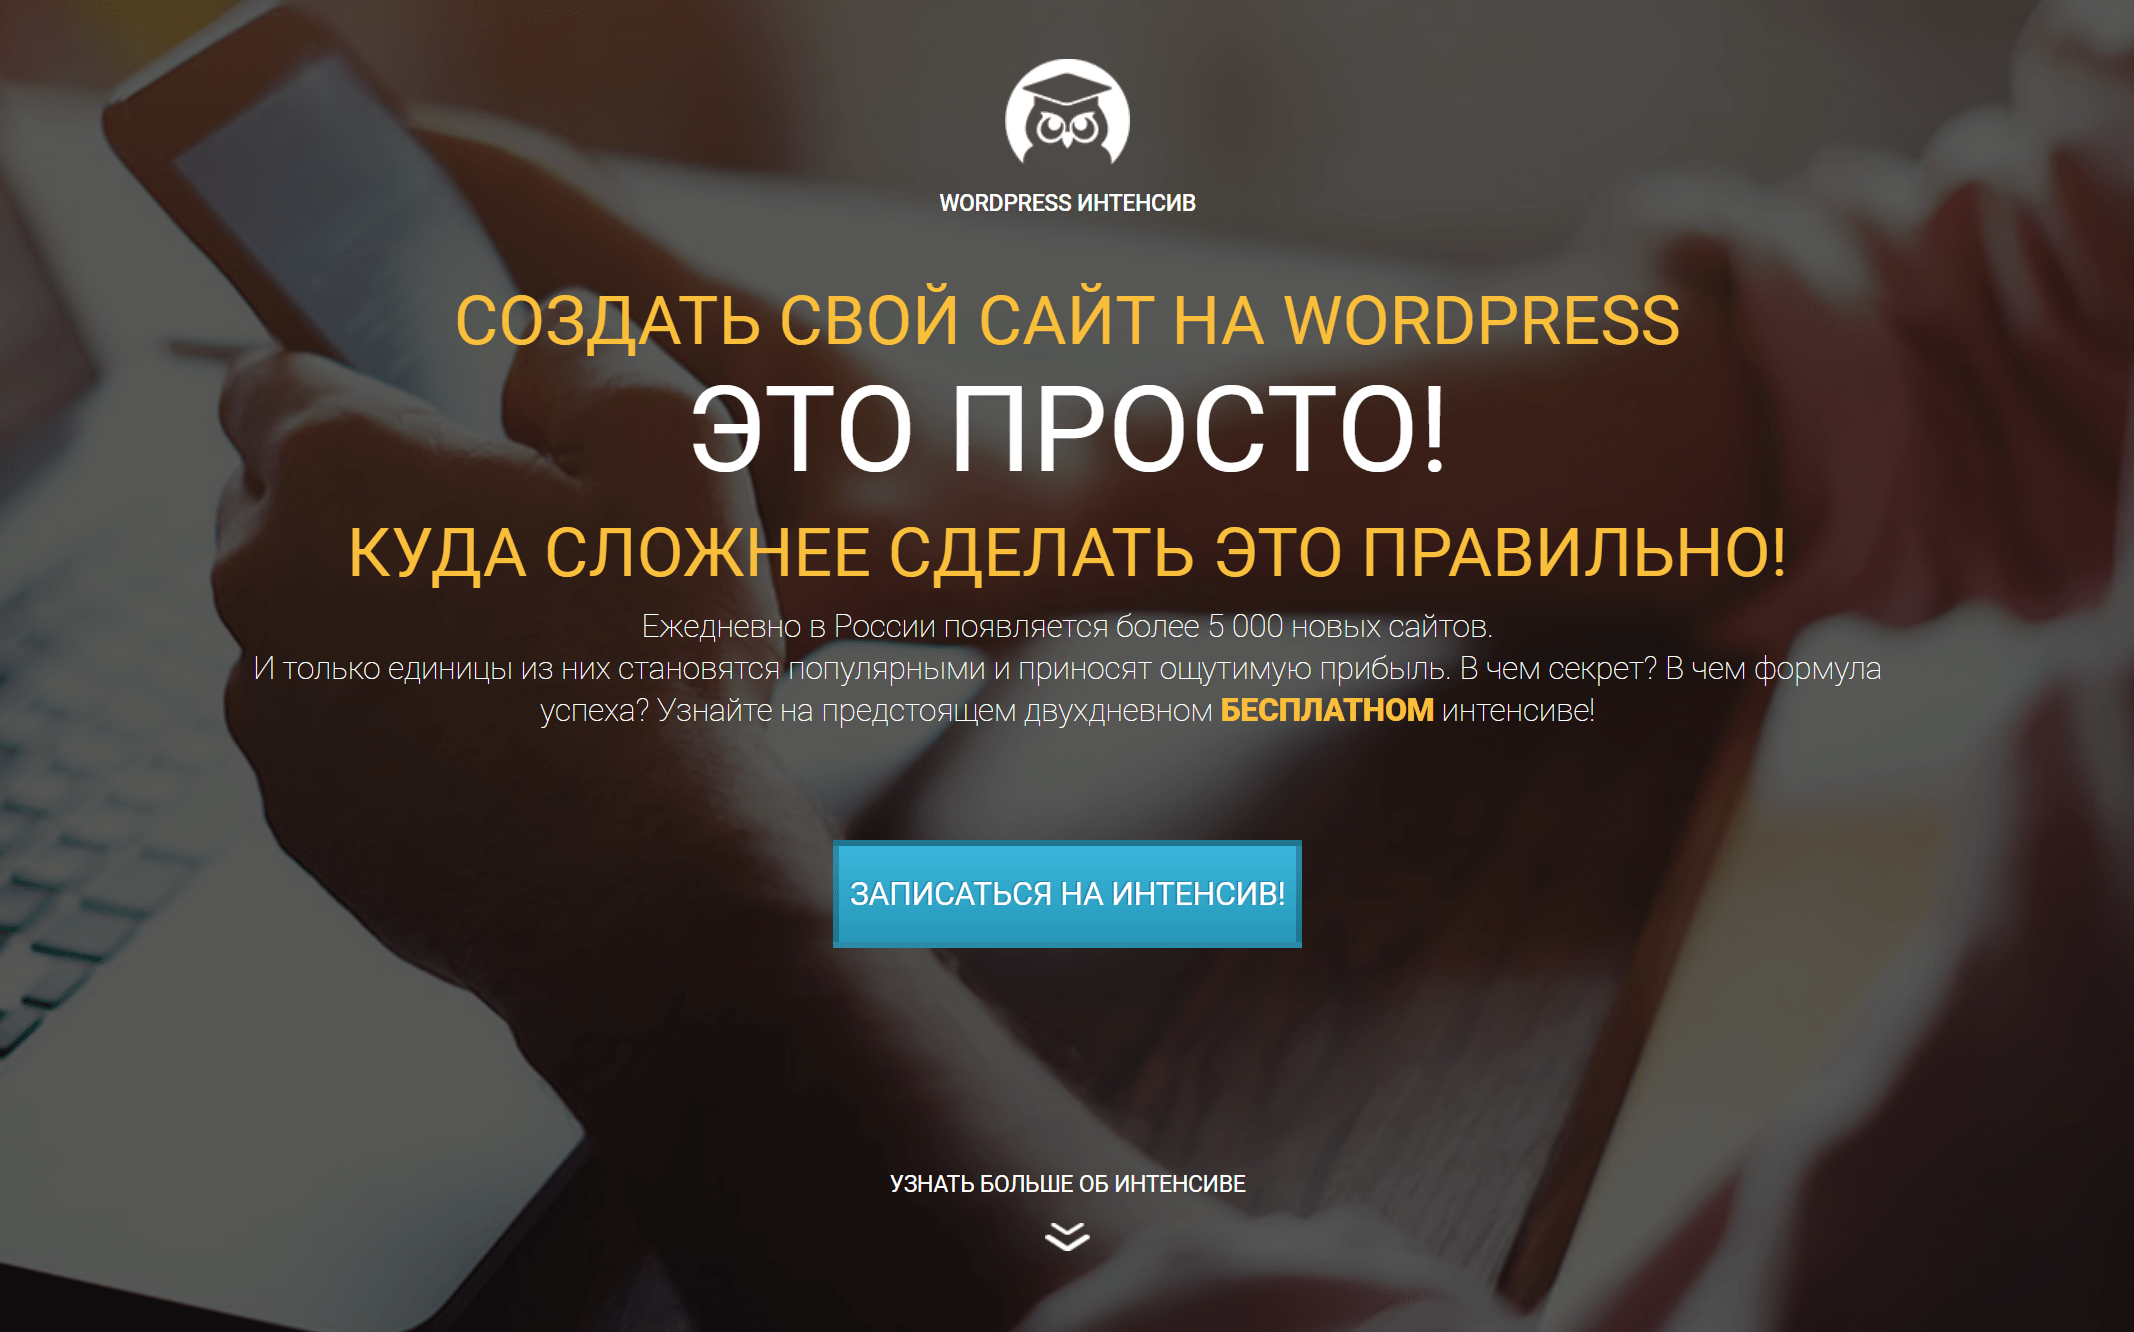 WORDPRESS ИНТЕНСИВ
СОЗДАТЬ СВОЙ САЙТ НА WORDPRESS
ЭТО ПРОСТО!
КУДА СЛОЖНЕЕ СДЕЛАТЬ ЭТО ПРАВИЛЬНО!
Ежедневно в России появляется более 5 000 новых сайтов.
И только единицы из них становятся популярными и приносят ощутимую прибыль. В чем секрет? В чем формула
успеха? Узнайте на предстоящем двухдневном БЕСПЛАТНОМ интенсиве!
ЗАПИСАТЬСЯ НА ИНТЕНСИВ!
УЗНАТЬ БОЛЬШЕ ОБ ИНТЕНСИВЕ